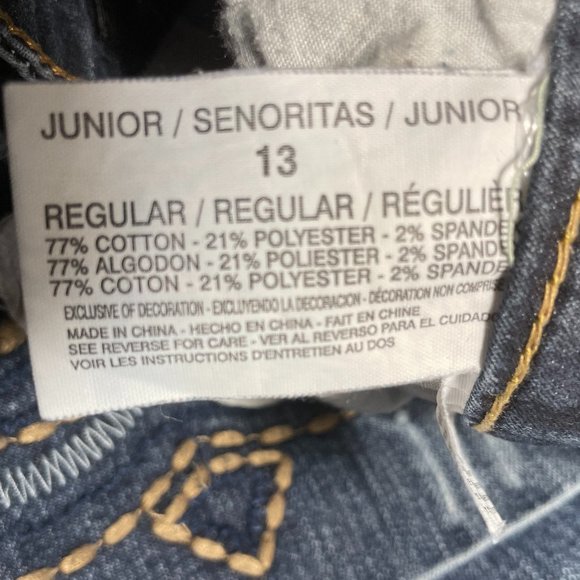 JUNIOR / SENORITAS / JUNIOR
13
REGULAR / REGULAR / RÉGULIER
77% COTTON - 21% POLYESTER - 2% SPANDE
77% ALGODON - 21% POLIESTER - 2% SPANDE
77% COTON - 21% POLYESTER - 2% SPANDE
EXCLUSIVE OF DECORATION - EXCLUYENDO LA DECORACION - DÉCORATION NON COMPRISE
MADE IN CHINA - HECHO EN CHINA - FAIT EN CHINE
SEE REVERSE FOR CARE - VER AL REVERSO PARA EL CUIDADO
VOIR LES INSTRUCTIONS D'ENTRETIEN AU DOS